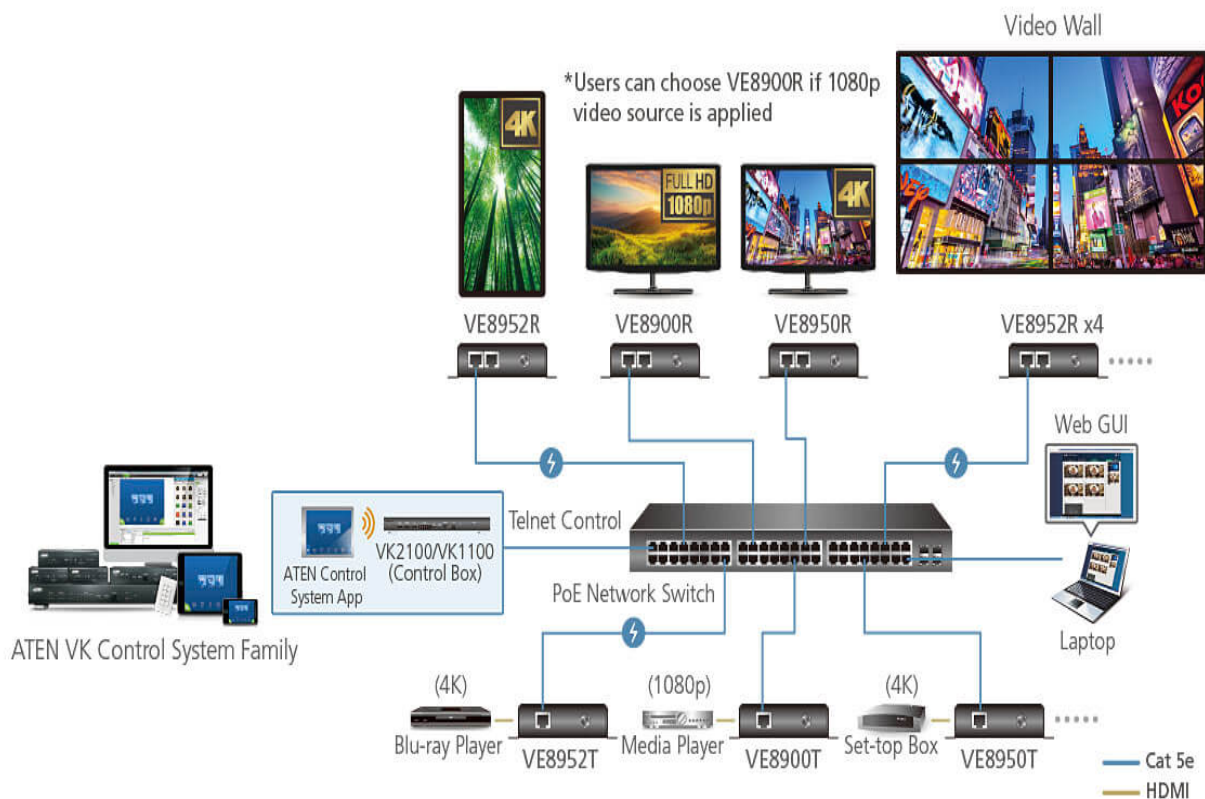 Video Wall
*Users can choose VE8900R if 1080p
video source is applied
4K
FULL HD
1080p
4K
VE8952R
VE8900R
VE8950R
VE8952R x4
Web GUI
Telnet Control
VK2100/VK1100
(Control Box)
ATEN Control
System App
PoE Network Switch
ATEN VK Control System Family
Laptop
(4K)
(1080p)
(4K)
Blu-ray Player
VE8952T
Media Player
VE8900T
Set-top Box
VE8950T
Cat 5e
HDMI